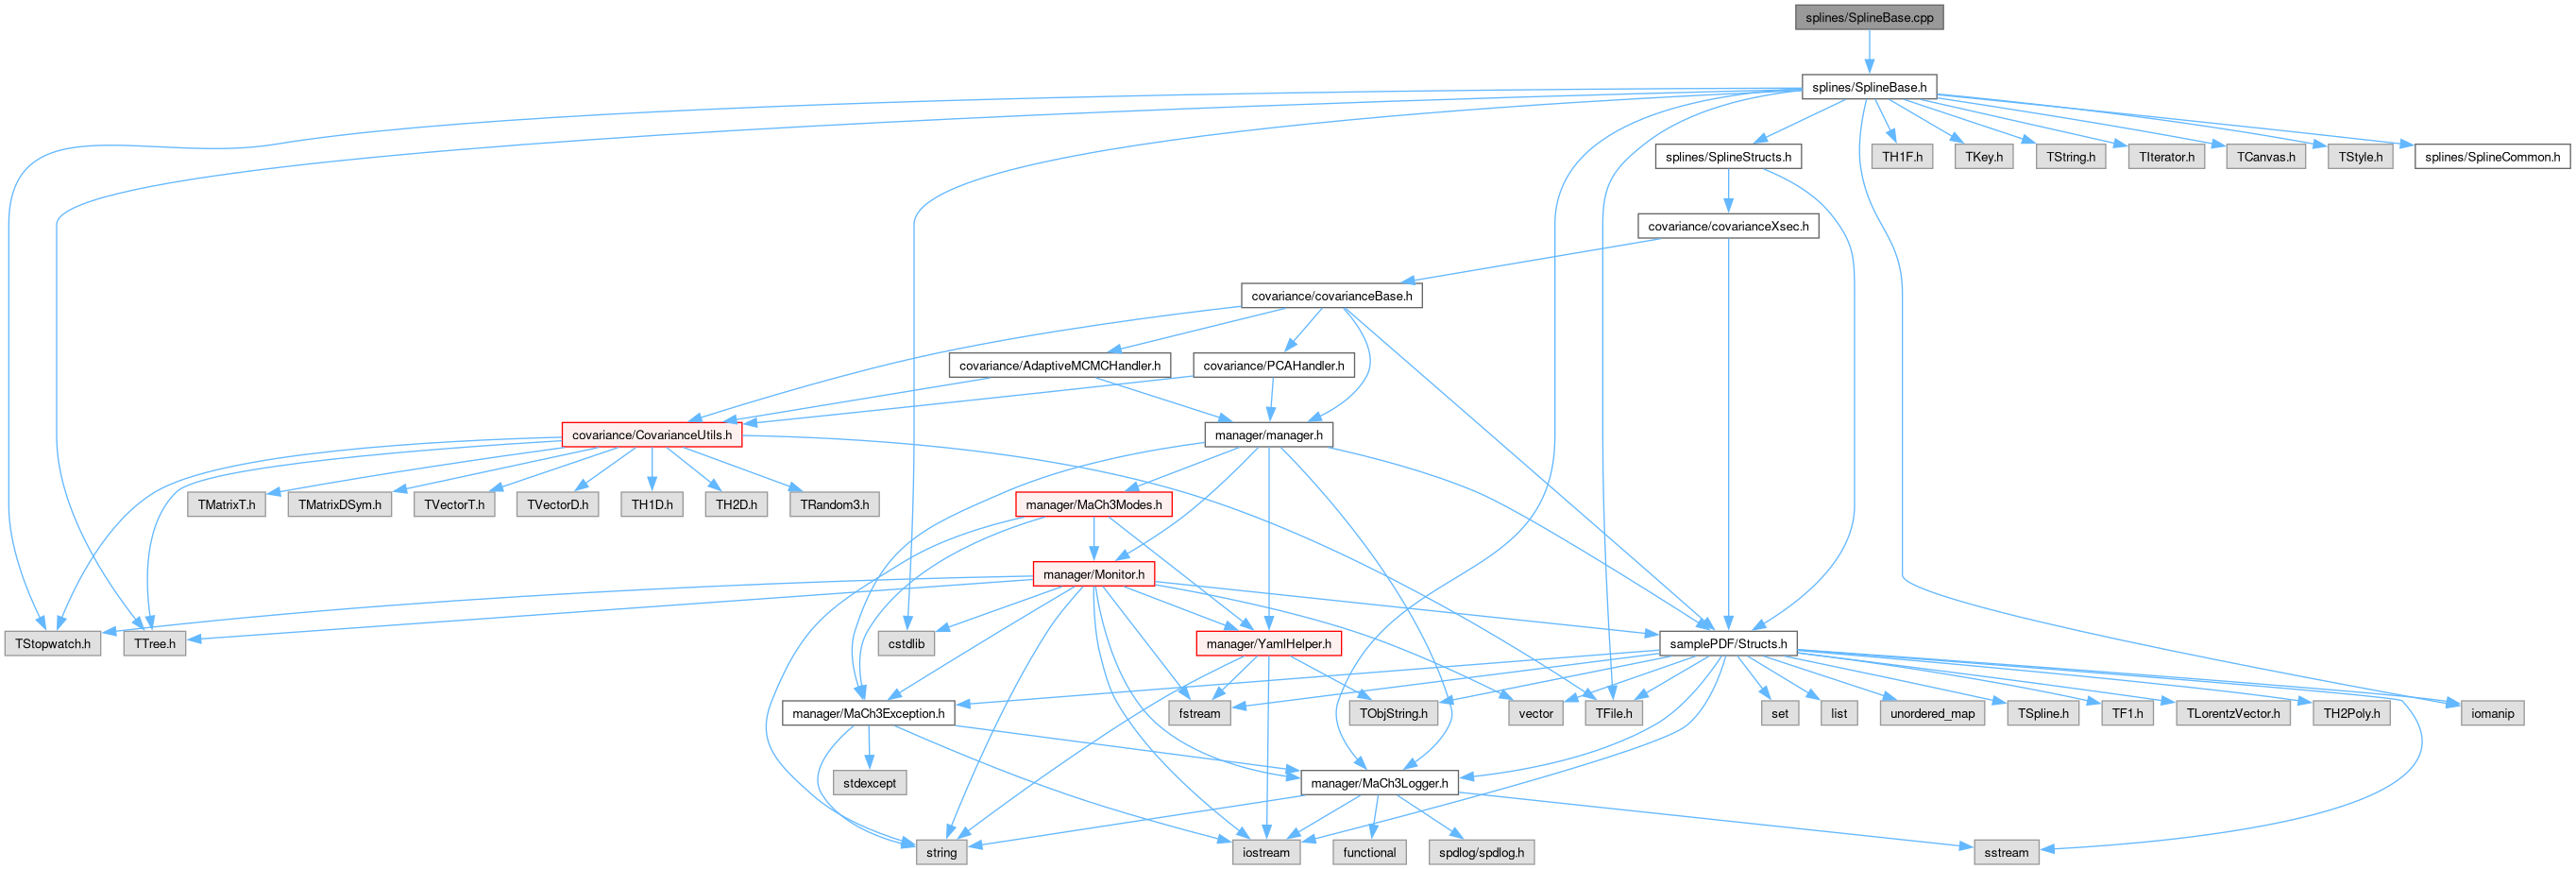 splines/SplineBase.cpp
splines/SplineBase.h
splines/SplineStructs.h
TH1F.h
TKey.h
TString.h
TIterator.h
TCanvas.h
TStyle.h
splines/SplineCommon.h
covariance/covarianceXsec.h
covariance/covarianceBase.h
covariance/AdaptiveMCMCHandler.h
covariance/PCAHandler.h
covariance/CovarianceUtils.h
manager/manager.h
TMatrixT.h
TMatrixDSym.h
TVectorT.h
TVectorD.h
TH1D.h
TH2D.h
TRandom3.h
manager/MaCh3Modes.h
manager/Monitor.h
TStopwatch.h
TTree.h
cstdlib
manager/YamlHelper.h
samplePDF/Structs.h
manager/MaCh3Exception.h
fstream
TObjString.h
vector
TFile.h
set
list
unordered_map
TSpline.h
TF1.h
TLorentzVector.h
TH2Poly.h
iomanip
stdexcept
manager/MaCh3Logger.h
string
iostream
functional
spdlog/spdlog.h
sstream